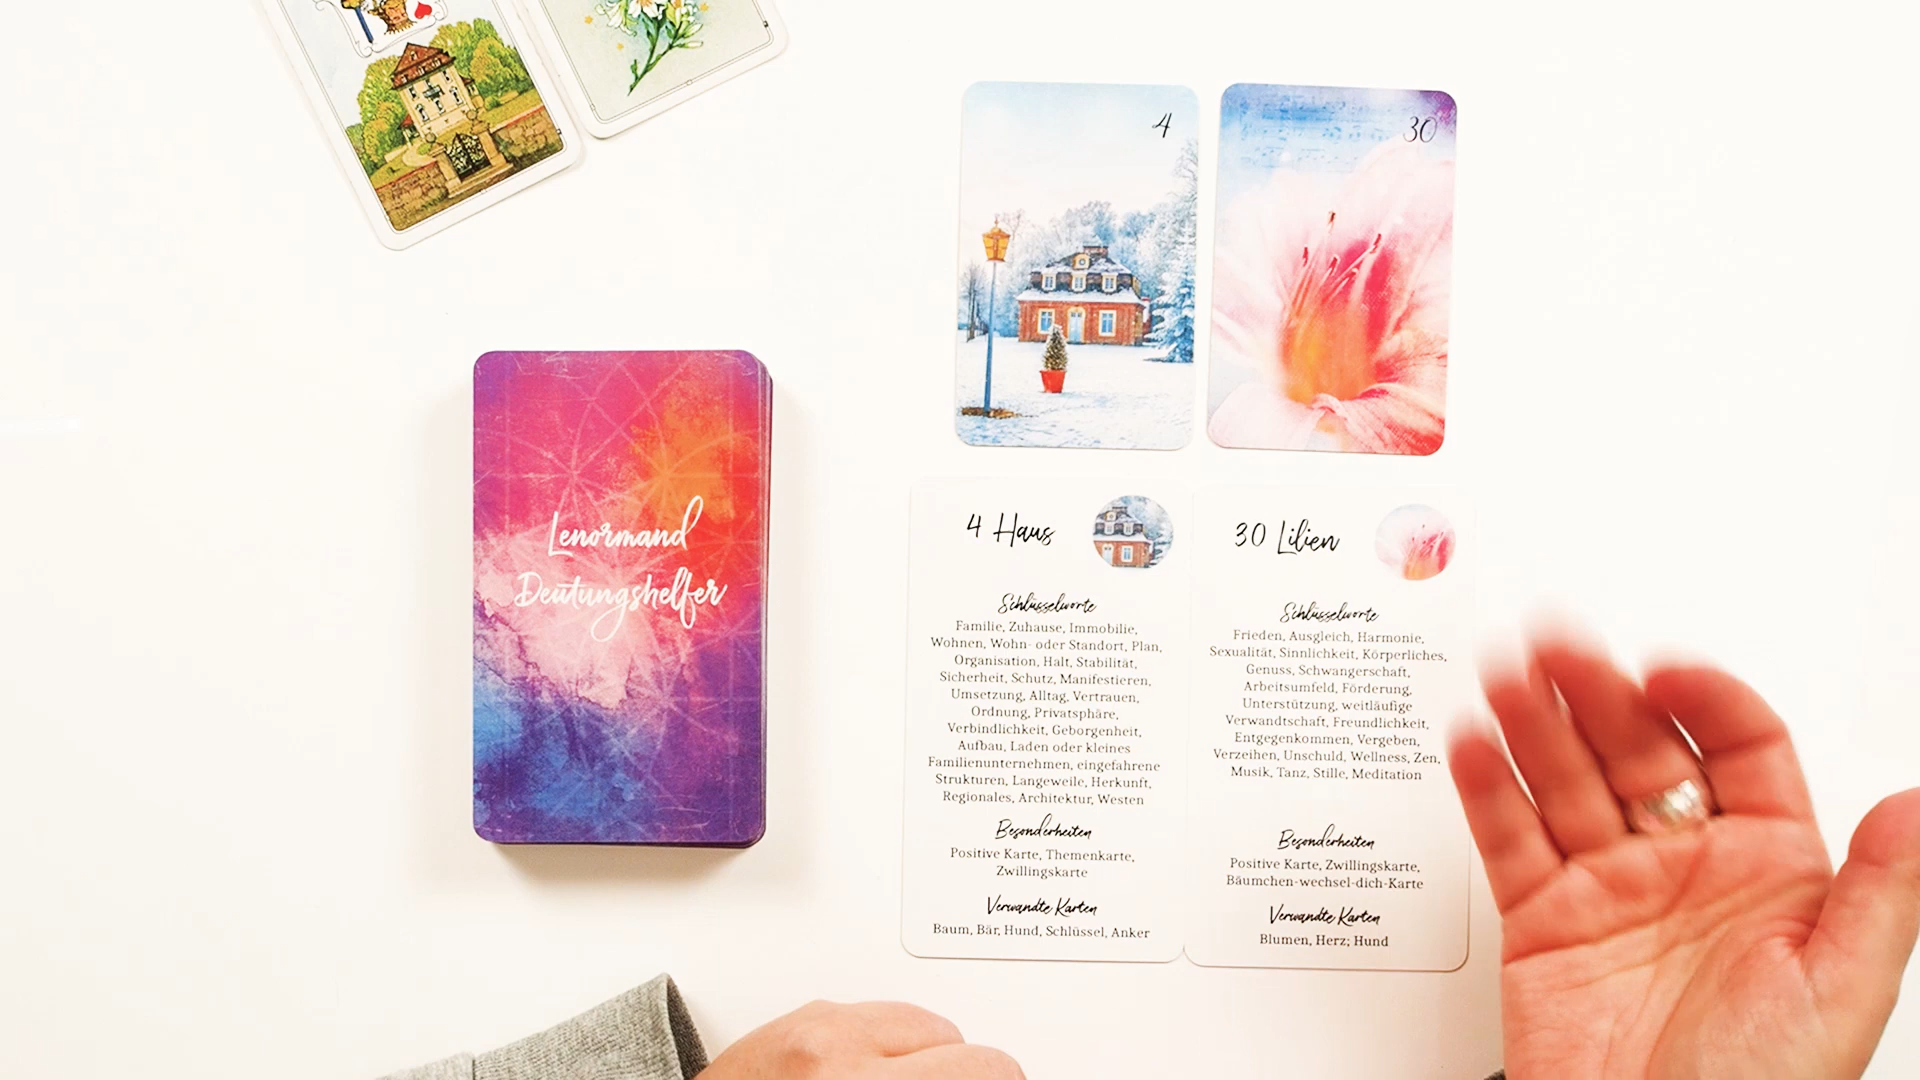 4
30
Lenormand
Deutungshelfer
4 Haus
Schlüsselworte
Familie, Zuhause, Immobilie,
Wohnen, Wohn- oder Standort, Plan,
Organisation, Halt, Stabilität,
Sicherheit, Schutz, Manifestieren,
Umsetzung, Alltag, Vertrauen,
Ordnung, Privatsphäre,
Verbindlichkeit, Geborgenheit,
Aufbau, Laden oder kleines
Familienunternehmen, eingefahrene
Strukturen, Langeweile, Herkunft,
Regionales, Architektur, Westen
Besonderheiten
Positive Karte, Themenkarte,
Zwillingskarte
Verwandte Karten
Baum, Bär, Hund, Schlüssel, Anker
30 Lilien
Schlüsselworte
Frieden, Ausgleich, Harmonie,
Sexualität, Sinnlichkeit, Körperliches,
Genuss, Schwangerschaft,
Arbeitsumfeld, Förderung,
Unterstützung, weitläufige
Verwandtschaft, Freundlichkeit,
Entgegenkommen, Vergeben,
Verzeihen, Unschuld, Wellness, Zen,
Musik, Tanz, Stille, Meditation
Besonderheiten
Positive Karte, Zwillingskarte,
Bäumchen-wechsel-dich-Karte
Verwandte Karten
Blumen, Herz; Hund